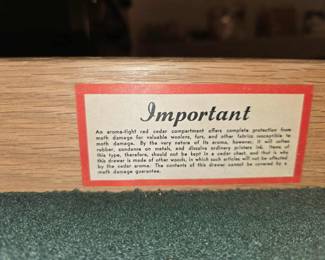 Important
An aroma-tight red cedar compartment offers complete protection from
moth damage for valuable woolens, furs, and other fabrics susceptible to
moth damage. By the very nature of its aroma, however, it will soften
rubber, condense on metals, and dissolve ordinary printers ink. Items of
this type, therefore, should not be kept in a cedar chest, and that is why
this drawer is made of other woods, in which such articles will not be affected
by the cedar aroma. The contents of this drawer cannot be covered by a
moth damage guarantee.